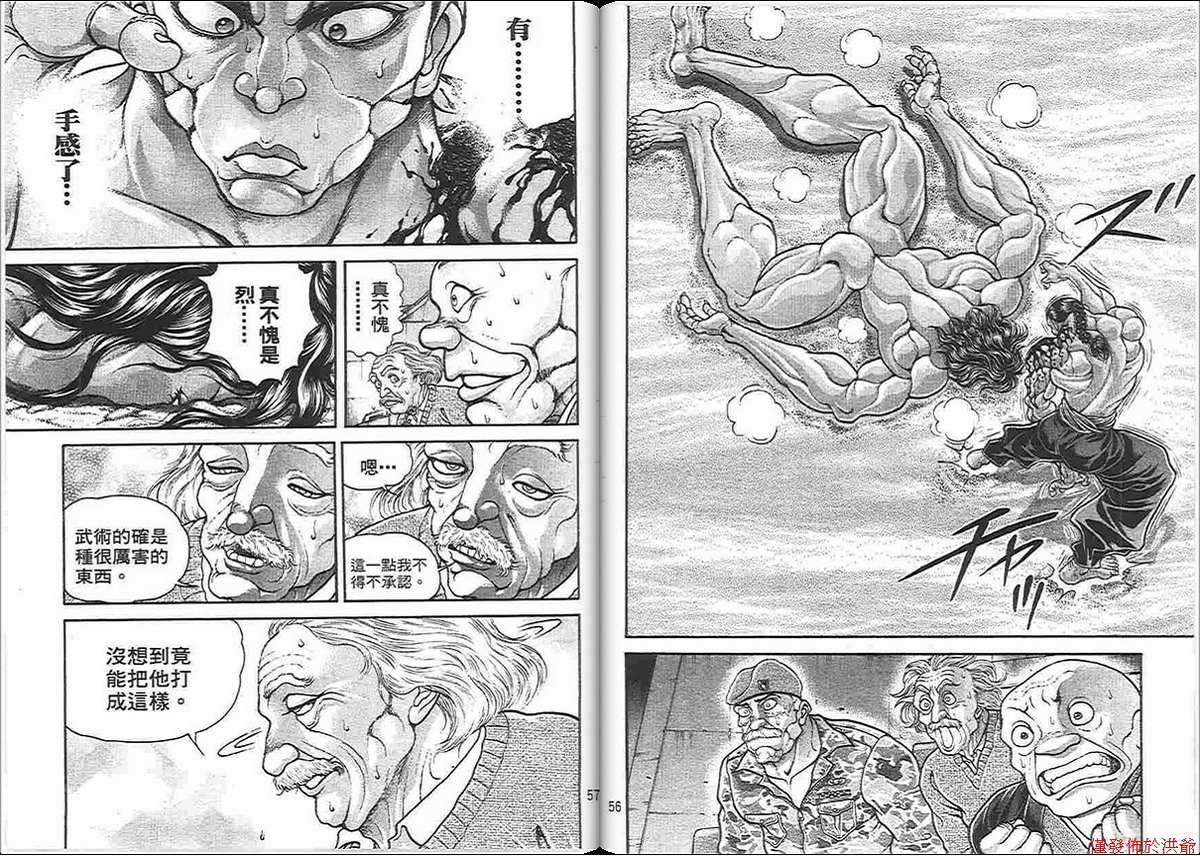 ズッ
チャッ
56
有………
手感了…
真不愧
………
真不愧是
烈……
嗯…
這一點我不
得不承認。
武術的確是
種很厲害的
東西。
沒想到竟
能把他打
成這樣。
57
僅發佈於洪爺